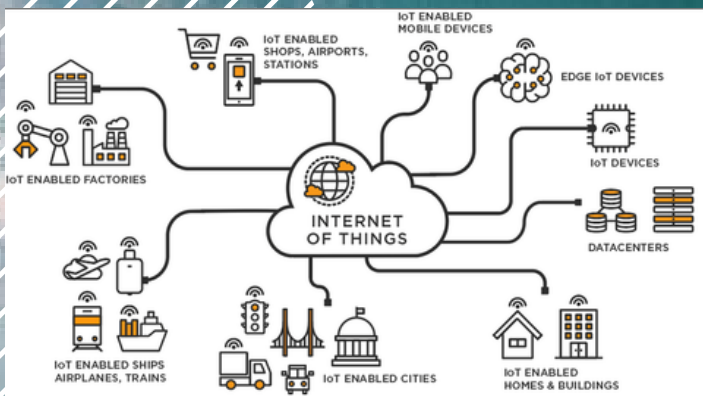 IoT ENABLED
SHOPS, AIRPORTS,
STATIONS
IoT ENABLED
MOBILE DEVICES
EDGE IoT DEVICES
IoT DEVICES
IoT ENABLED FACTORIES
INTERNET
OF THINGS
DATACENTERS
IoT ENABLED SHIPS
AIRPLANES, TRAINS
IoT ENABLED CITIES
IoT ENABLED
HOMES & BUILDINGS